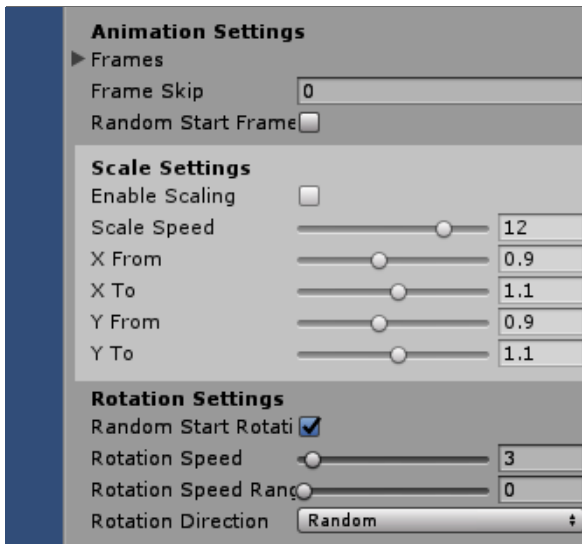 Animation Settings
Frames
Frame Skip 0
Random Start Frame
Scale Settings
Enable Scaling
Scale Speed 12
X From 0.9
X To 1.1
Y From 0.9
Y To 1.1
Rotation Settings
Random Start Rotati
Rotation Speed 3
Rotation Speed Rang 0
Rotation Direction Random